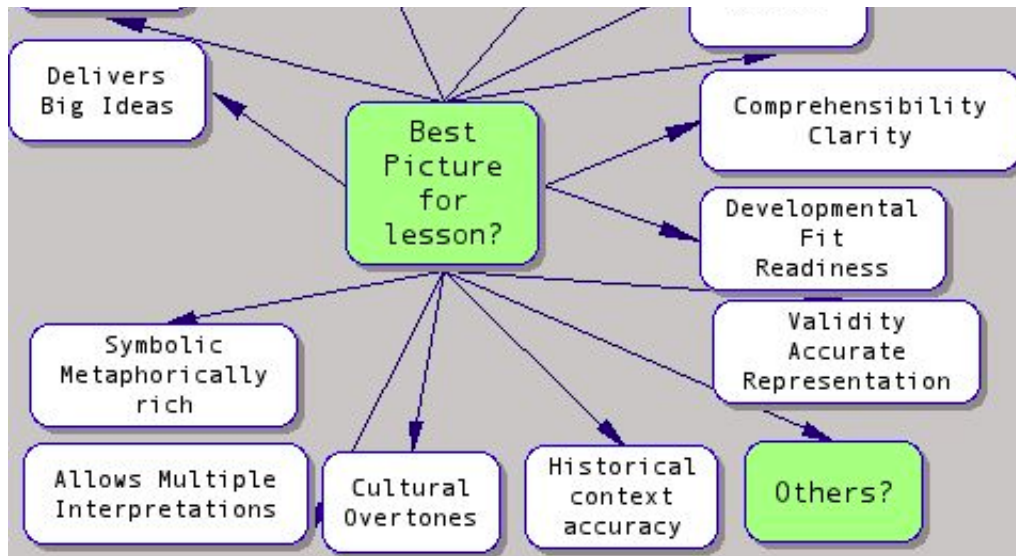 Delivers
Big Ideas
Best
Picture
for
lesson?
Comprehensibility
Clarity
Developmental
Fit
Readiness
Validity
Accurate
Representation
Symbolic
Metaphorically
rich
Allows Multiple
Interpretations
Cultural
Overtones
Historical
context
accuracy
Others?